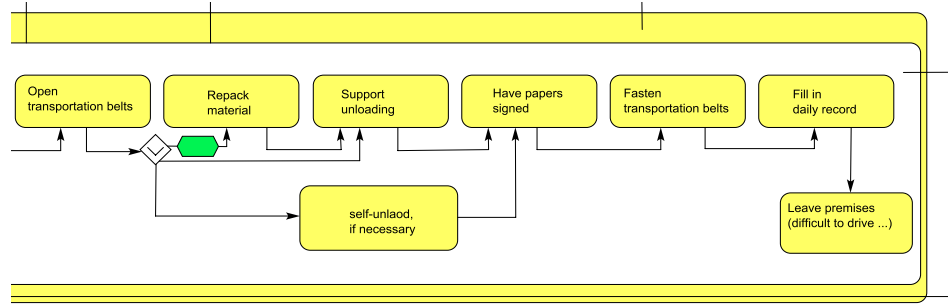 Open
transportation belts
Repack
material
Support
unloading
Have papers
signed
Fasten
transportation belts
Fill in
daily record
self-unlaod,
if necessary
Leave premises
(difficult to drive ...)